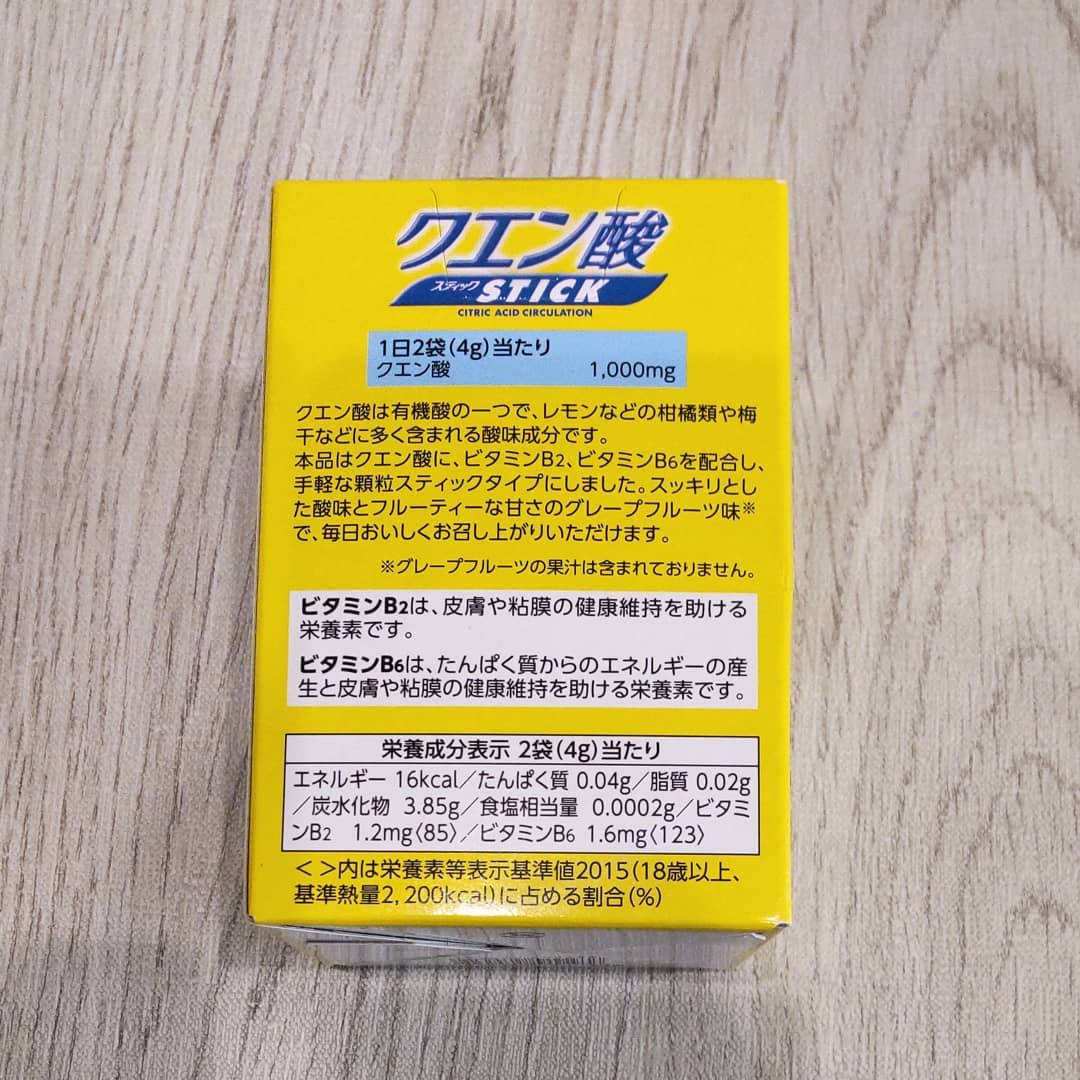 クエン酸
スティック STICK
CITRIC ACID CIRCULATION
1日2袋(4g)当たり
クエン酸 1,000mg
クエン酸は有機酸の一つで、レモンなどの柑橘類や梅
干などに多く含まれる酸味成分です。
本品はクエン酸に、ビタミンB2、ビタミンB6を配合し、
手軽な顆粒スティックタイプにしました。スッキリとし
た酸味とフルーティーな甘さのグレープフルーツ味※
で、毎日おいしくお召し上がりいただけます。
※グレープフルーツの果汁は含まれておりません。
ビタミンB2は、皮膚や粘膜の健康維持を助ける
栄養素です。
ビタミンB6は、たんぱく質からのエネルギーの産
生と皮膚や粘膜の健康維持を助ける栄養素です。
栄養成分表示 2袋(4g)当たり
エネルギー 16kcal/たんぱく質 0.04g/脂質 0.02g
/炭水化物 3.85g/食塩相当量 0.0002g/ビタミ
ンB2 1.2mg〈85〉/ビタミンB6 1.6mg〈123〉
< >内は栄養素等表示基準値2015(18歳以上、
基準熱量2,200kcal)に占める割合(%)